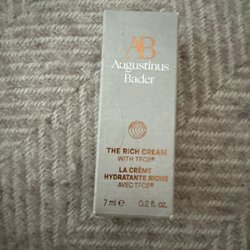 AB
Augustinus
Bader
THE RICH CREAM
WITH TFC8®
LA CRÈME
HYDRATANTE RICHE
AVEC TFC8®
7 ml ℮ 0.2 fl. oz.